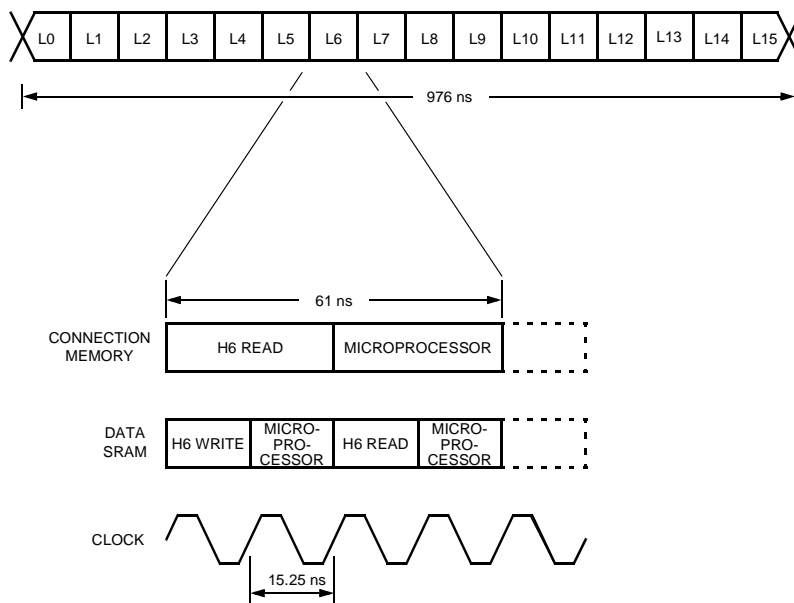 L0 L1 L2 L3 L4 L5 L6 L7 L8 L9 L10 L11 L12 L13 L14 L15
976 ns
61 ns
CONNECTION
MEMORY
H6 READ
MICROPROCESSOR
DATA
SRAM
H6 WRITE
MICRO-
PRO-
CESSOR
H6 READ
MICRO-
PRO-
CESSOR
CLOCK
15.25 ns